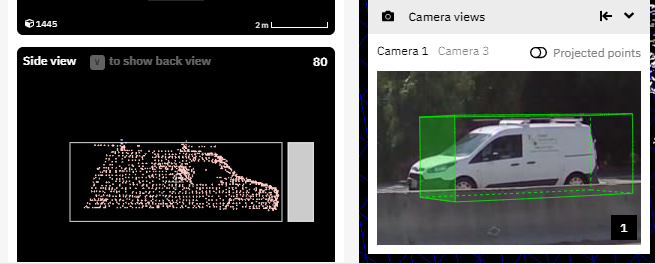 1445
2 m
Side view
v to show back view
80
Camera views
Camera 1
Camera 3
Projected points
1